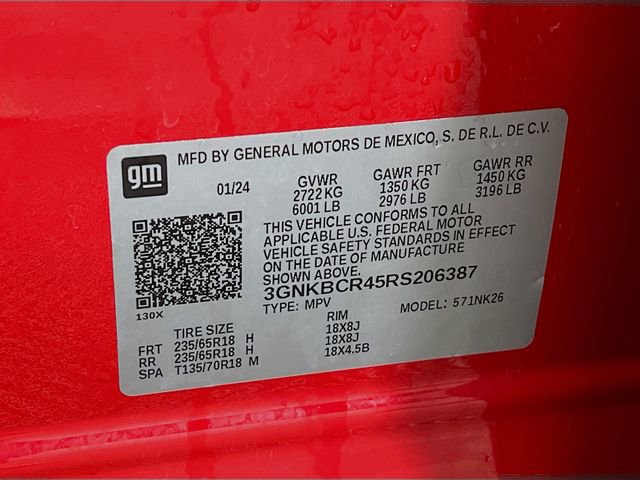 gm
MFD BY GENERAL MOTORS DE MEXICO, S. DE R.L. DE C.V.
01/24
GVWR
2722 KG
6001 LB
GAWR FRT
1350 KG
2976 LB
GAWR RR
1450 KG
3196 LB
THIS VEHICLE CONFORMS TO ALL
APPLICABLE U.S. FEDERAL MOTOR
VEHICLE SAFETY STANDARDS IN EFFECT
ON THE DATE OF MANUFACTURE
SHOWN ABOVE.
3GNKBCR45RS206387
TYPE: MPV
MODEL: 571NK26
130X
TIRE SIZE
RIM
FRT 235/65R18 H 18X8J
RR 235/65R18 H 18X8J
SPA T135/70R18 M 18X4.5B